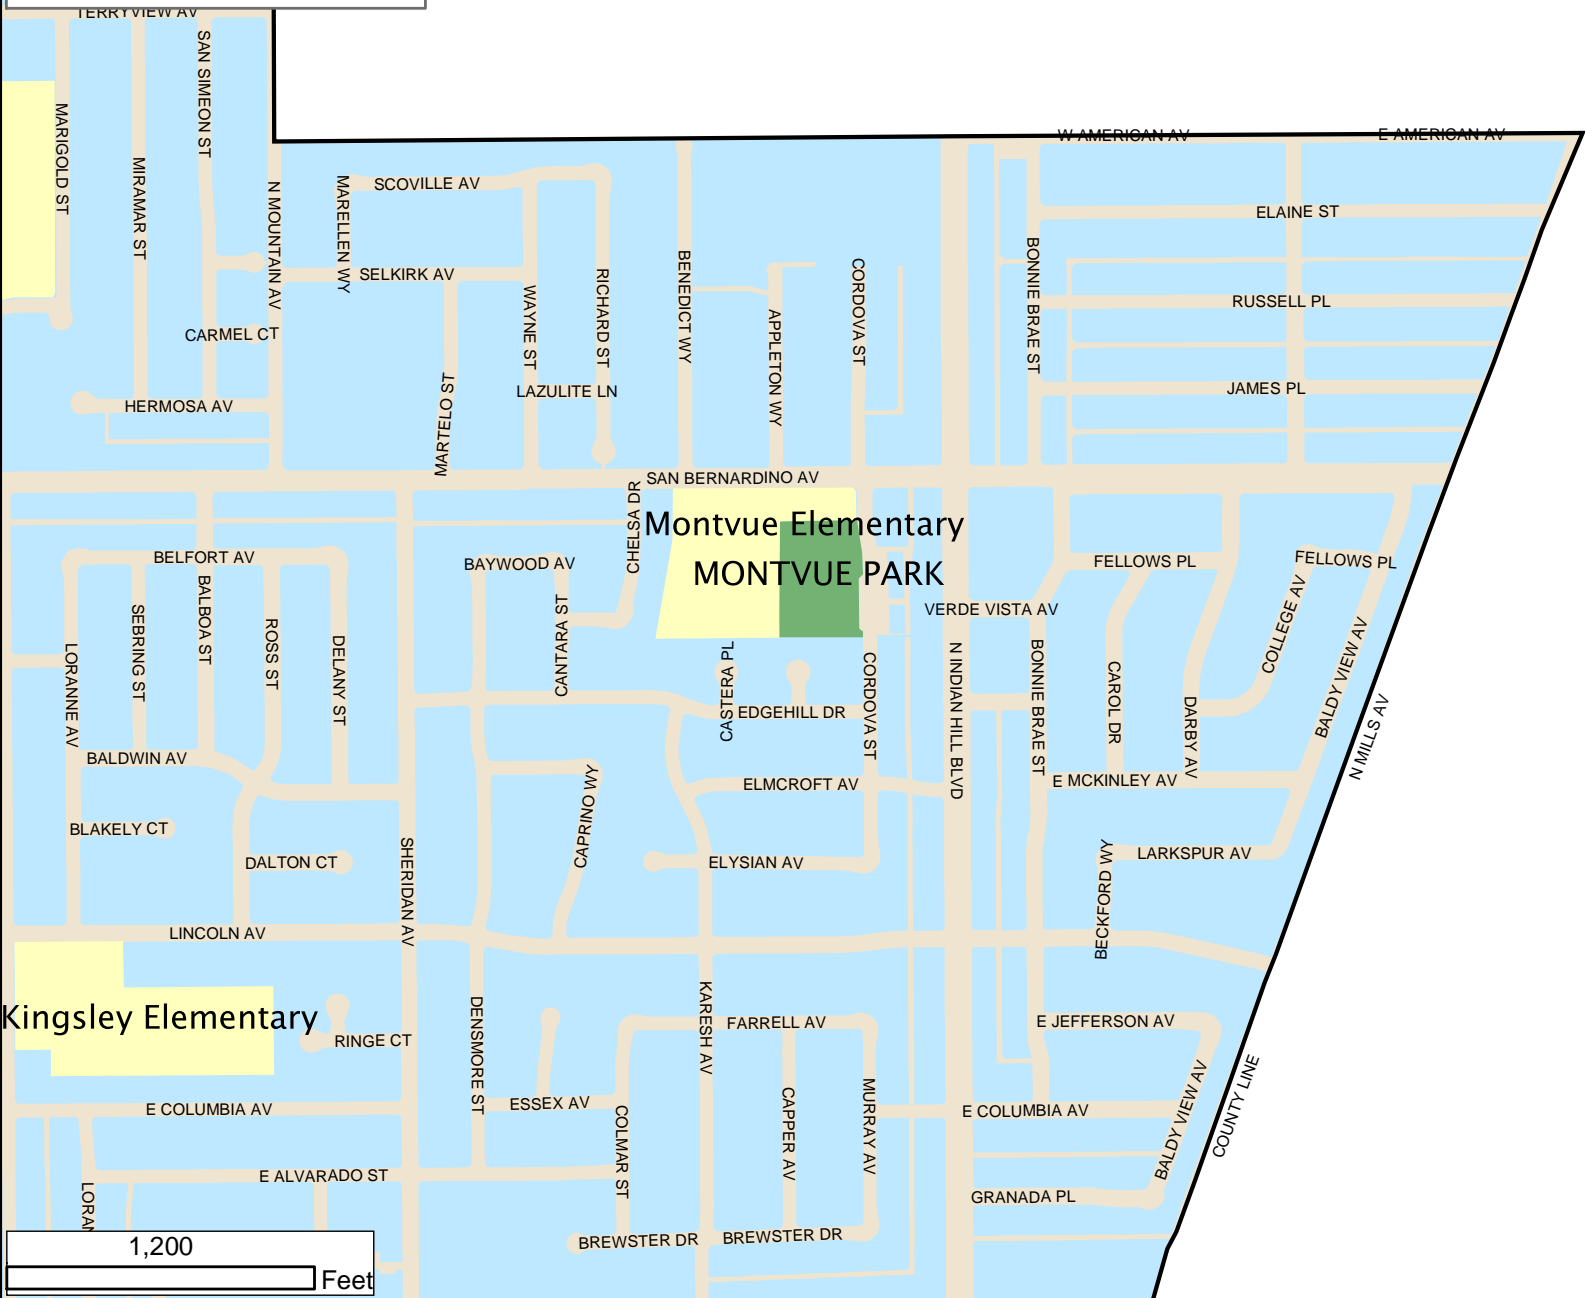 TERRYVIEW AV
SAN SIMEON ST
MARIGOLD ST
MIRAMAR ST
N MOUNTAIN AV
MARELLEN WY
SCOVILLE AV
W AMERICAN AV
E AMERICAN AV
ELAINE ST
SELKIRK AV
WAYNE ST
RICHARD ST
BENEDICT WY
APPLETON WY
CORDOVA ST
BONNIE BRAE ST
RUSSELL PL
CARMEL CT
HERMOSA AV
MARTELO ST
LAZULITE LN
JAMES PL
SAN BERNARDINO AV
CHELSA DR
Montvue Elementary
MONTVUE PARK
BELFORT AV
BAYWOOD AV
FELLOWS PL
FELLOWS PL
BALBOA ST
SEBRING ST
ROSS ST
DELANY ST
LORANNE AV
CANTARA ST
VERDE VISTA AV
COLLEGE AV
BALDY VIEW AV
CASTERA PL
EDGEHILL DR
CORDOVA ST
N INDIAN HILL BLVD
BONNIE BRAE ST
CAROL DR
DARBY AV
N MILLS AV
BALDWIN AV
ELMCROFT AV
E MCKINLEY AV
CAPRINO WY
BLAKELY CT
DALTON CT
SHERIDAN AV
ELYSIAN AV
BECKFORD WY
LARKSPUR AV
LINCOLN AV
Kingsley Elementary
RINGE CT
DENSMORE ST
KARESH AV
FARRELL AV
E JEFFERSON AV
COUNTY LINE
E COLUMBIA AV
ESSEX AV
COLMAR ST
CAPPER AV
MURRAY AV
E COLUMBIA AV
BALDY VIEW AV
E ALVARADO ST
LORAN
GRANADA PL
BREWSTER DR
BREWSTER DR
1,200
Feet